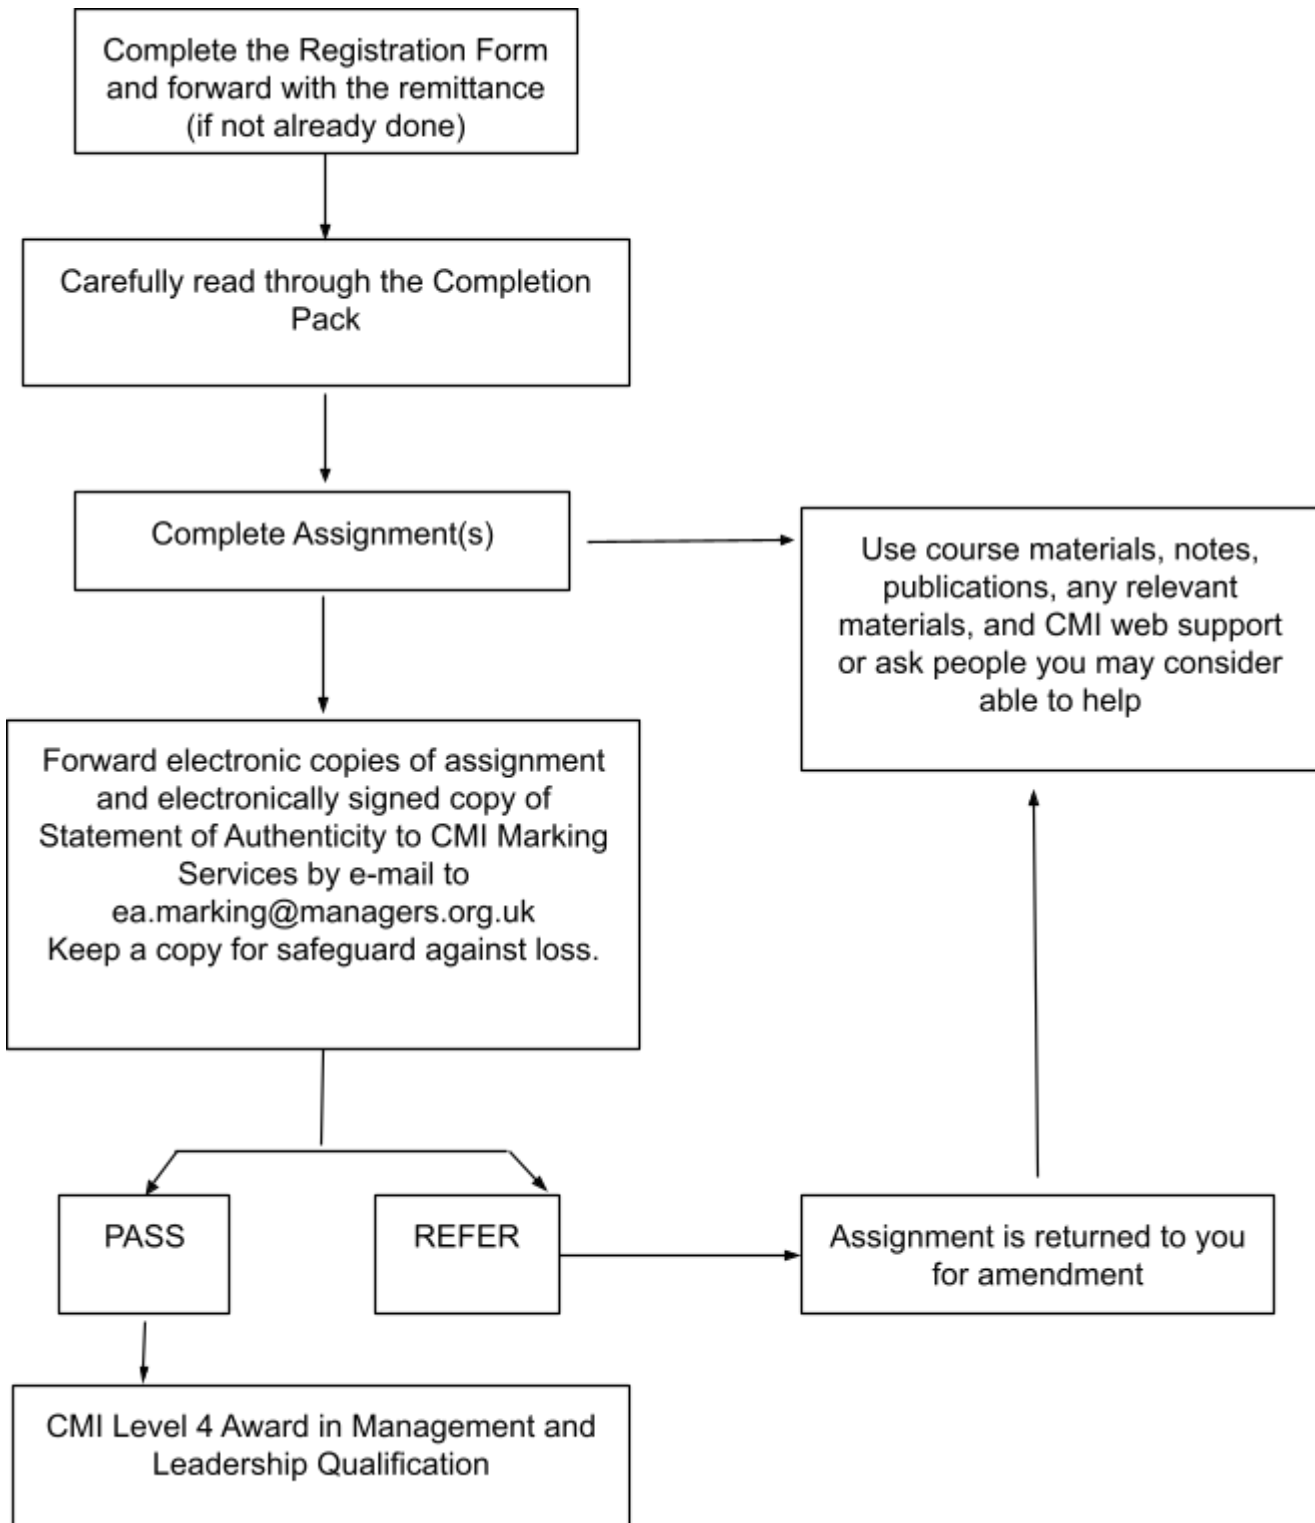 Complete the Registration Form
and forward with the remittance
(if not already done)
Carefully read through the Completion
Pack
Complete Assignment(s)
Use course materials, notes,
publications, any relevant
materials, and CMI web support
or ask people you may consider
able to help
Forward electronic copies of assignment
and electronically signed copy of
Statement of Authenticity to CMI Marking
Services by e-mail to
ea.marking@managers.org.uk
Keep a copy for safeguard against loss.
PASS
REFER
Assignment is returned to you
for amendment
CMI Level 4 Award in Management and
Leadership Qualification